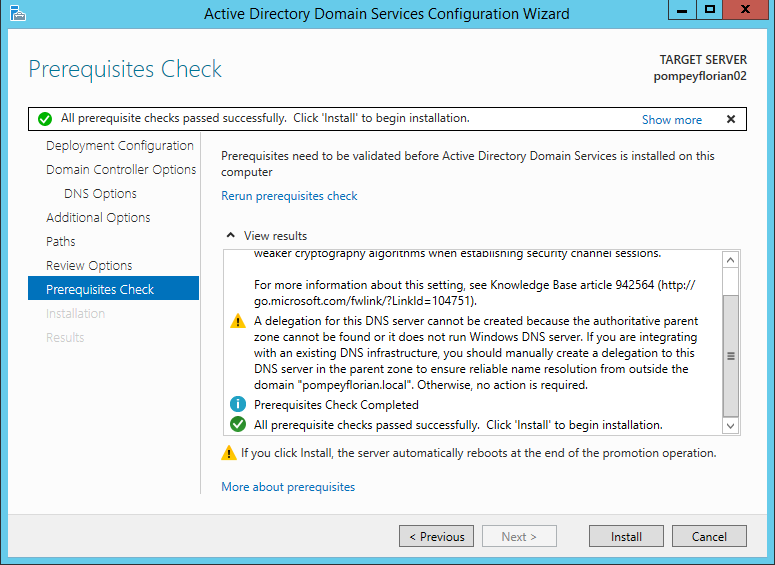 Active Directory Domain Services Configuration Wizard
Prerequisites Check
TARGET SERVER
pompeyflorian02
All prerequisite checks passed successfully. Click 'Install' to begin installation.
Show more
Deployment Configuration
Domain Controller Options
DNS Options
Additional Options
Paths
Review Options
Prerequisites Check
Installation
Results
Prerequisites need to be validated before Active Directory Domain Services is installed on this
computer
Rerun prerequisites check
View results
weaker cryptography algorithms when establishing security channel sessions.
For more information about this setting, see Knowledge Base article 942564 (http://
go.microsoft.com/fwlink/?LinkId=104751).
A delegation for this DNS server cannot be created because the authoritative parent
zone cannot be found or it does not run Windows DNS server. If you are integrating
with an existing DNS infrastructure, you should manually create a delegation to this
DNS server in the parent zone to ensure reliable name resolution from outside the
domain "pompeyflorian.local". Otherwise, no action is required.
Prerequisites Check Completed
All prerequisite checks passed successfully. Click 'Install' to begin installation.
If you click Install, the server automatically reboots at the end of the promotion operation.
More about prerequisites
< Previous
Next >
Install
Cancel